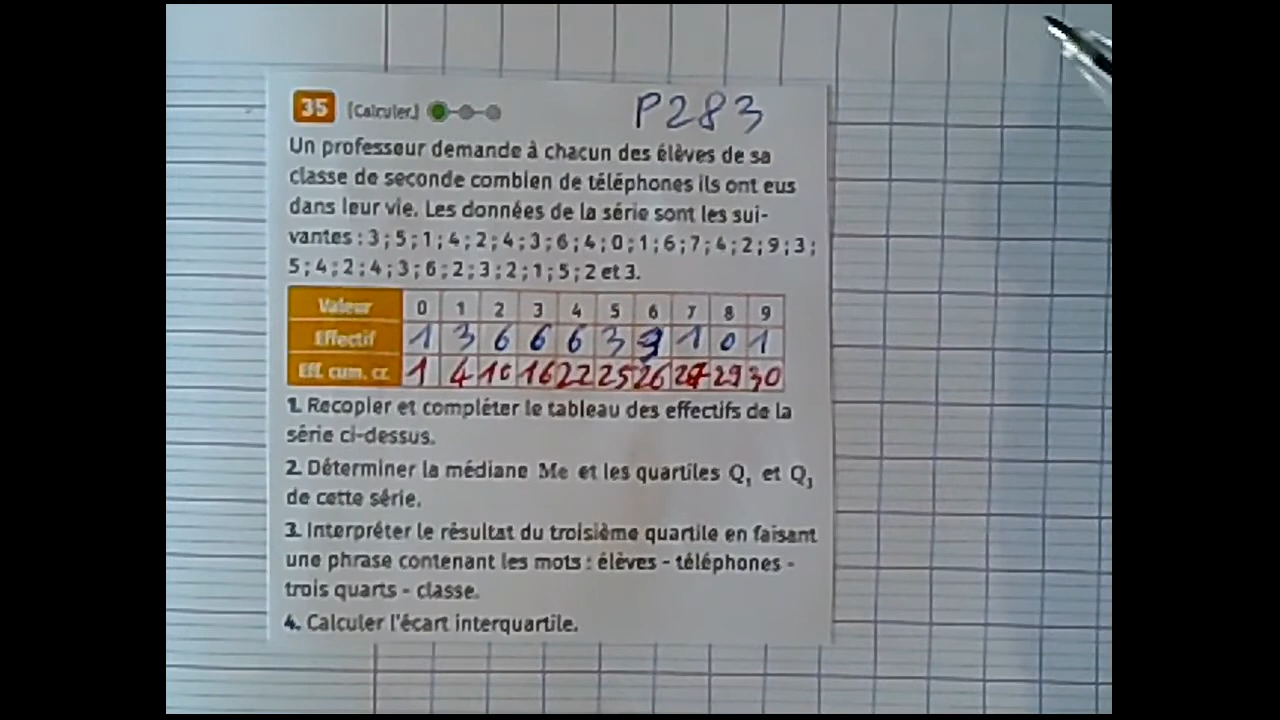 35 (Calculer.) P283
Un professeur demande à chacun des élèves de sa
classe de seconde combien de téléphones ils ont eus
dans leur vie. Les données de la série sont les sui-
vantes : 3 ; 5 ; 1 ; 4 ; 2 ; 4 ; 3 ; 6 ; 4 ; 0 ; 1 ; 6 ; 7 ; 4 ; 2 ; 9 ; 3 ;
5 ; 4 ; 2 ; 4 ; 3 ; 6 ; 2 ; 3 ; 2 ; 1 ; 5 ; 2 et 3.
Valeur 0 1 2 3 4 5 6 7 8 9
Effectif 1 3 6 6 6 3 1 0 1
Eff. cum. cr. 1 4 10 16 22 25 26 29 30
1. Recopier et compléter le tableau des effectifs de la
série ci-dessus.
2. Déterminer la médiane Me et les quartiles Q₁ et Q₃
de cette série.
3. Interpréter le résultat du troisième quartile en faisant
une phrase contenant les mots : élèves - téléphones -
trois quarts - classe.
4. Calculer l'écart interquartile.